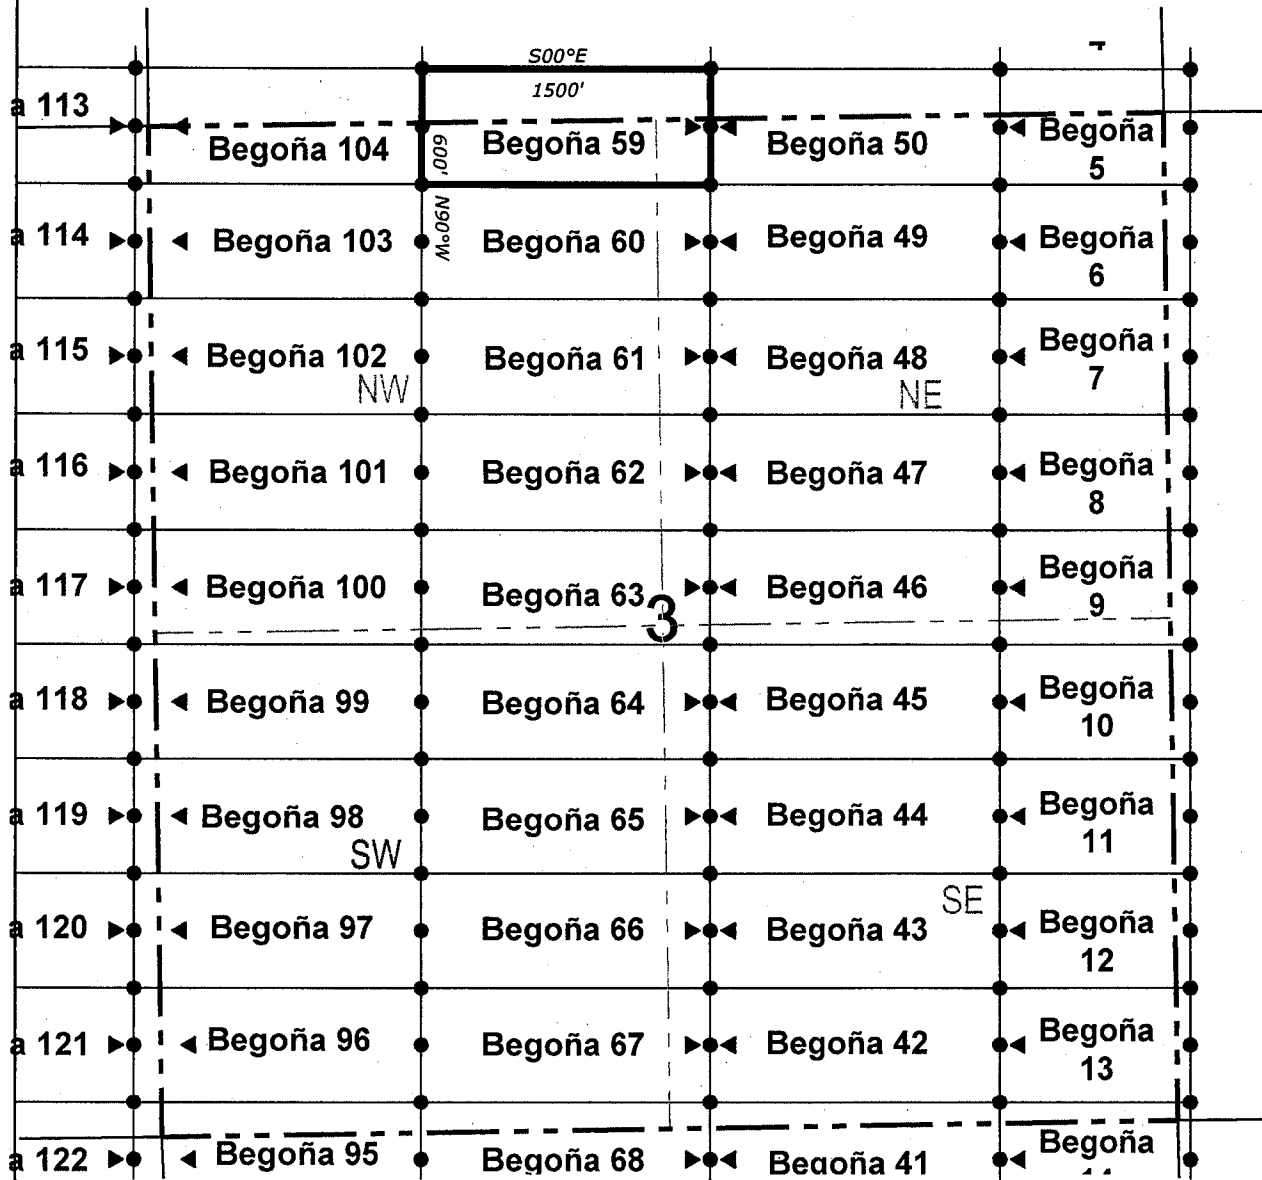 S00°E
1500'
a 113
Begoña 104
600'
Begoña 59
Begoña 50
Begoña
5
a 114
Begoña 103
N90°W
Begoña 60
Begoña 49
Begoña
6
a 115
Begoña 102
Begoña 61
Begoña 48
Begoña
7
NW
NE
a 116
Begoña 101
Begoña 62
Begoña 47
Begoña
8
a 117
Begoña 100
Begoña 63
Begoña 46
Begoña
9
3
a 118
Begoña 99
Begoña 64
Begoña 45
Begoña
10
a 119
Begoña 98
Begoña 65
Begoña 44
Begoña
11
SW
SE
a 120
Begoña 97
Begoña 66
Begoña 43
Begoña
12
a 121
Begoña 96
Begoña 67
Begoña 42
Begoña
13
a 122
Begoña 95
Begoña 68
Begoña 41
Begoña